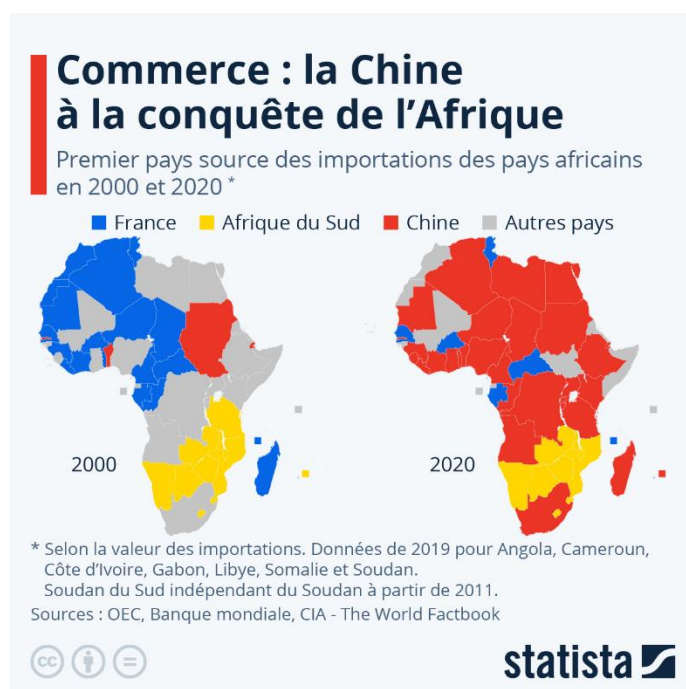 Commerce : la Chine
à la conquête de l'Afrique
Premier pays source des importations des pays africains
en 2000 et 2020 *
France Afrique du Sud Chine Autres pays
2000 2020
* Selon la valeur des importations. Données de 2019 pour Angola, Cameroun,
Côte d'Ivoire, Gabon, Libye, Somalie et Soudan.
Soudan du Sud indépendant du Soudan à partir de 2011.
Sources : OEC, Banque mondiale, CIA - The World Factbook
cc
statista